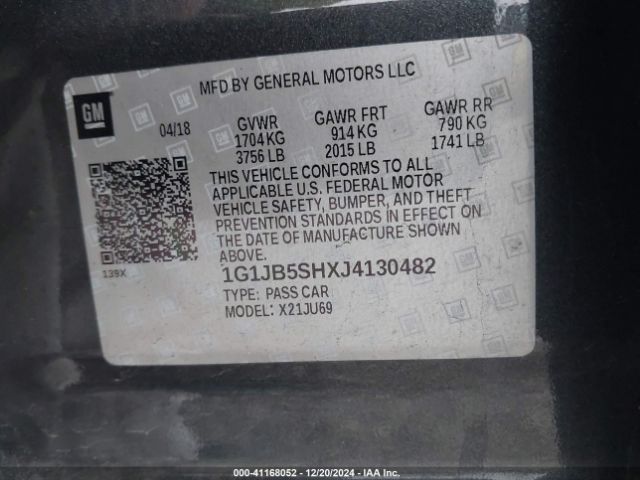 GM
MFD BY GENERAL MOTORS LLC
04/18 GVWR GAWR FRT GAWR RR
1704 KG 914 KG 790 KG
3756 LB 2015 LB 1741 LB
THIS VEHICLE CONFORMS TO ALL
APPLICABLE U.S. FEDERAL MOTOR
VEHICLE SAFETY, BUMPER, AND THEFT
PREVENTION STANDARDS IN EFFECT ON
THE DATE OF MANUFACTURE SHOWN
ABOVE.
139X
1G1JB5SHXJ4130482
TYPE: PASS CAR
MODEL: X21JU69
000-41168052 - 12/20/2024 - IAA Inc.